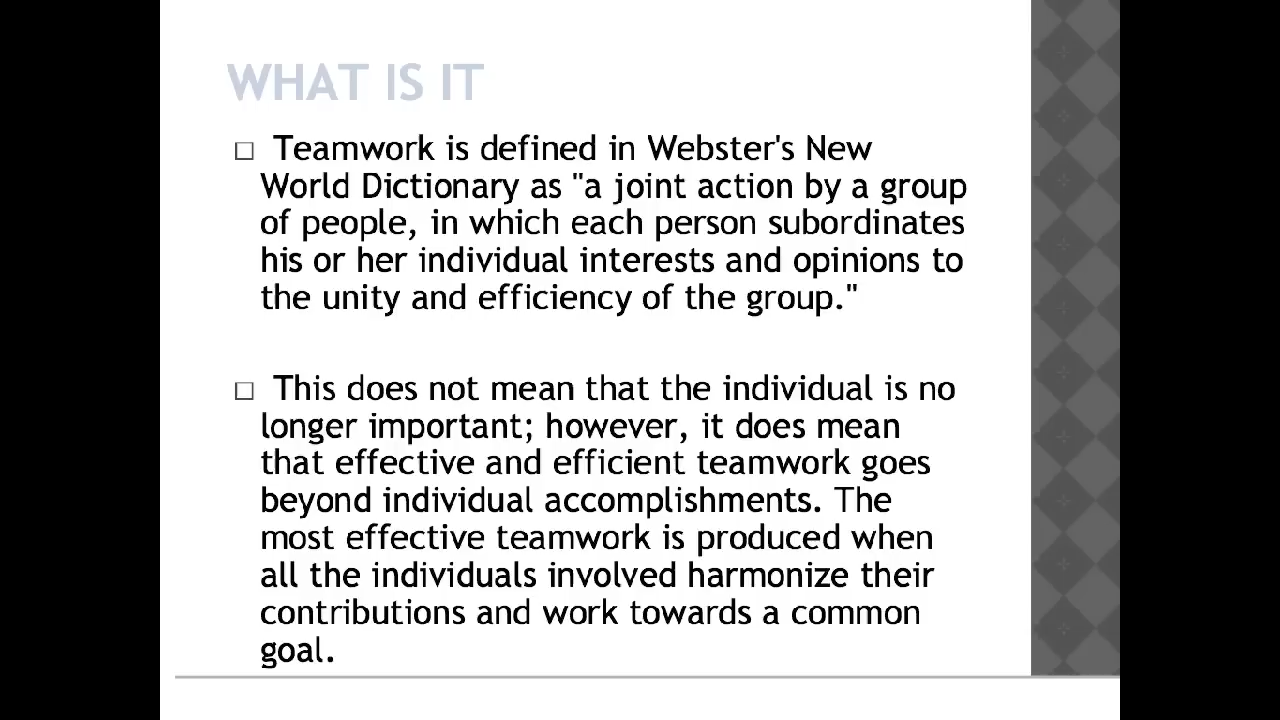 WHAT IS IT
□ Teamwork is defined in Webster's New
World Dictionary as "a joint action by a group
of people, in which each person subordinates
his or her individual interests and opinions to
the unity and efficiency of the group."
□ This does not mean that the individual is no
longer important; however, it does mean
that effective and efficient teamwork goes
beyond individual accomplishments. The
most effective teamwork is produced when
all the individuals involved harmonize their
contributions and work towards a common
goal.